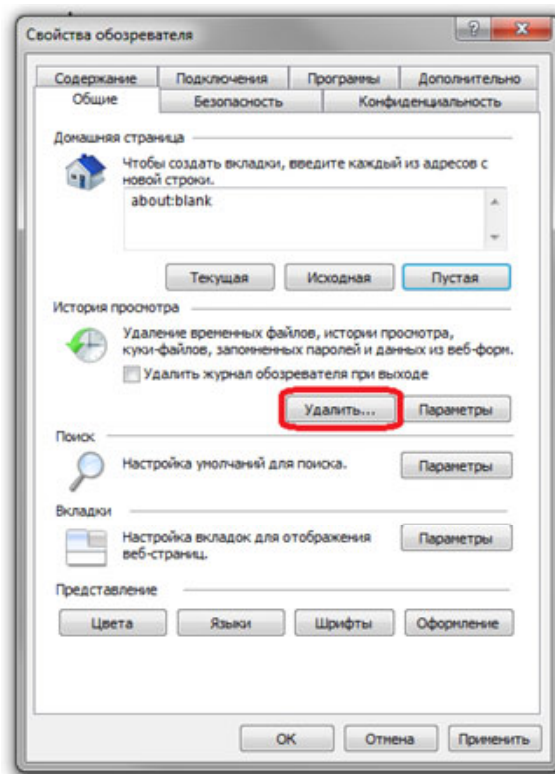 Свойства обозревателя
Содержание Подключения Программы Дополнительно
Общие Безопасность Конфиденциальность
Домашняя страница
Чтобы создать вкладки, введите каждый из адресов с
новой строки.
about:blank
Текущая Исходная Пустая
История просмотра
Удаление временных файлов, истории просмотра,
куки-файлов, запомненных паролей и данных из веб-форм.
Удалить журнал обозревателя при выходе
Удалить... Параметры
Поиск
Настройка умолчаний для поиска. Параметры
Вкладки
Настройка вкладок для отображения
веб-страниц.
Параметры
Представление
Цвета Языки Шрифты Оформление
ОК Отмена Применить